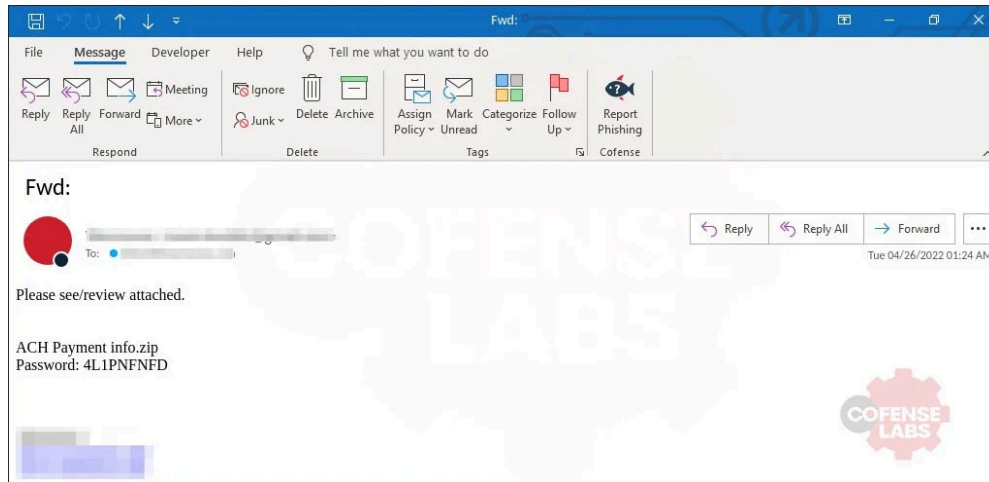 Fwd:
File Message Developer Help Tell me what you want to do
Reply
Reply All
Forward
Meeting
More
Ignore
Junk
Delete
Archive
Assign Policy
Mark Unread
Categorize
Follow Up
Report Phishing
Respond
Delete
Tags
Cofense
Fwd:
Reply Reply All Forward ...
To:
Tue 04/26/2022 01:24 AM
Please see/review attached.
ACH Payment info.zip
Password: 4L1PNFNFD
COFENSE
LABS
COFENSE
LABS